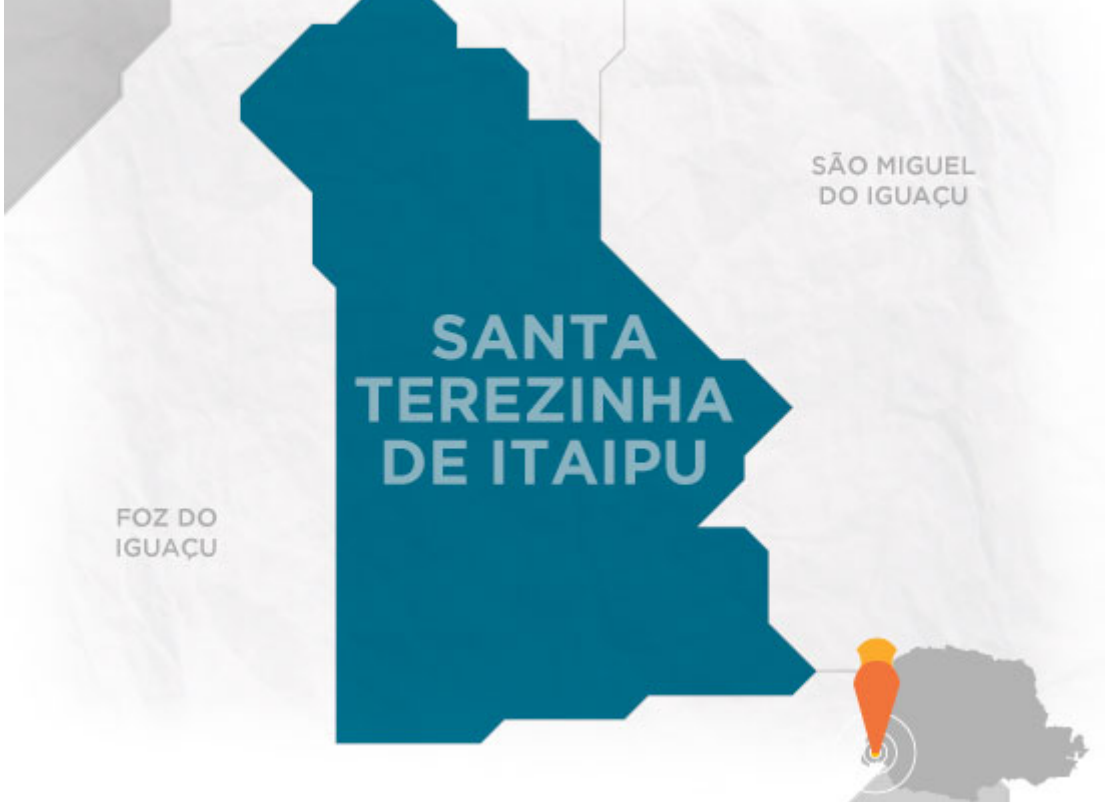 SÃO MIGUEL
DO IGUAÇU
SANTA
TEREZINHA
DE ITAIPU
FOZ DO
IGUAÇU